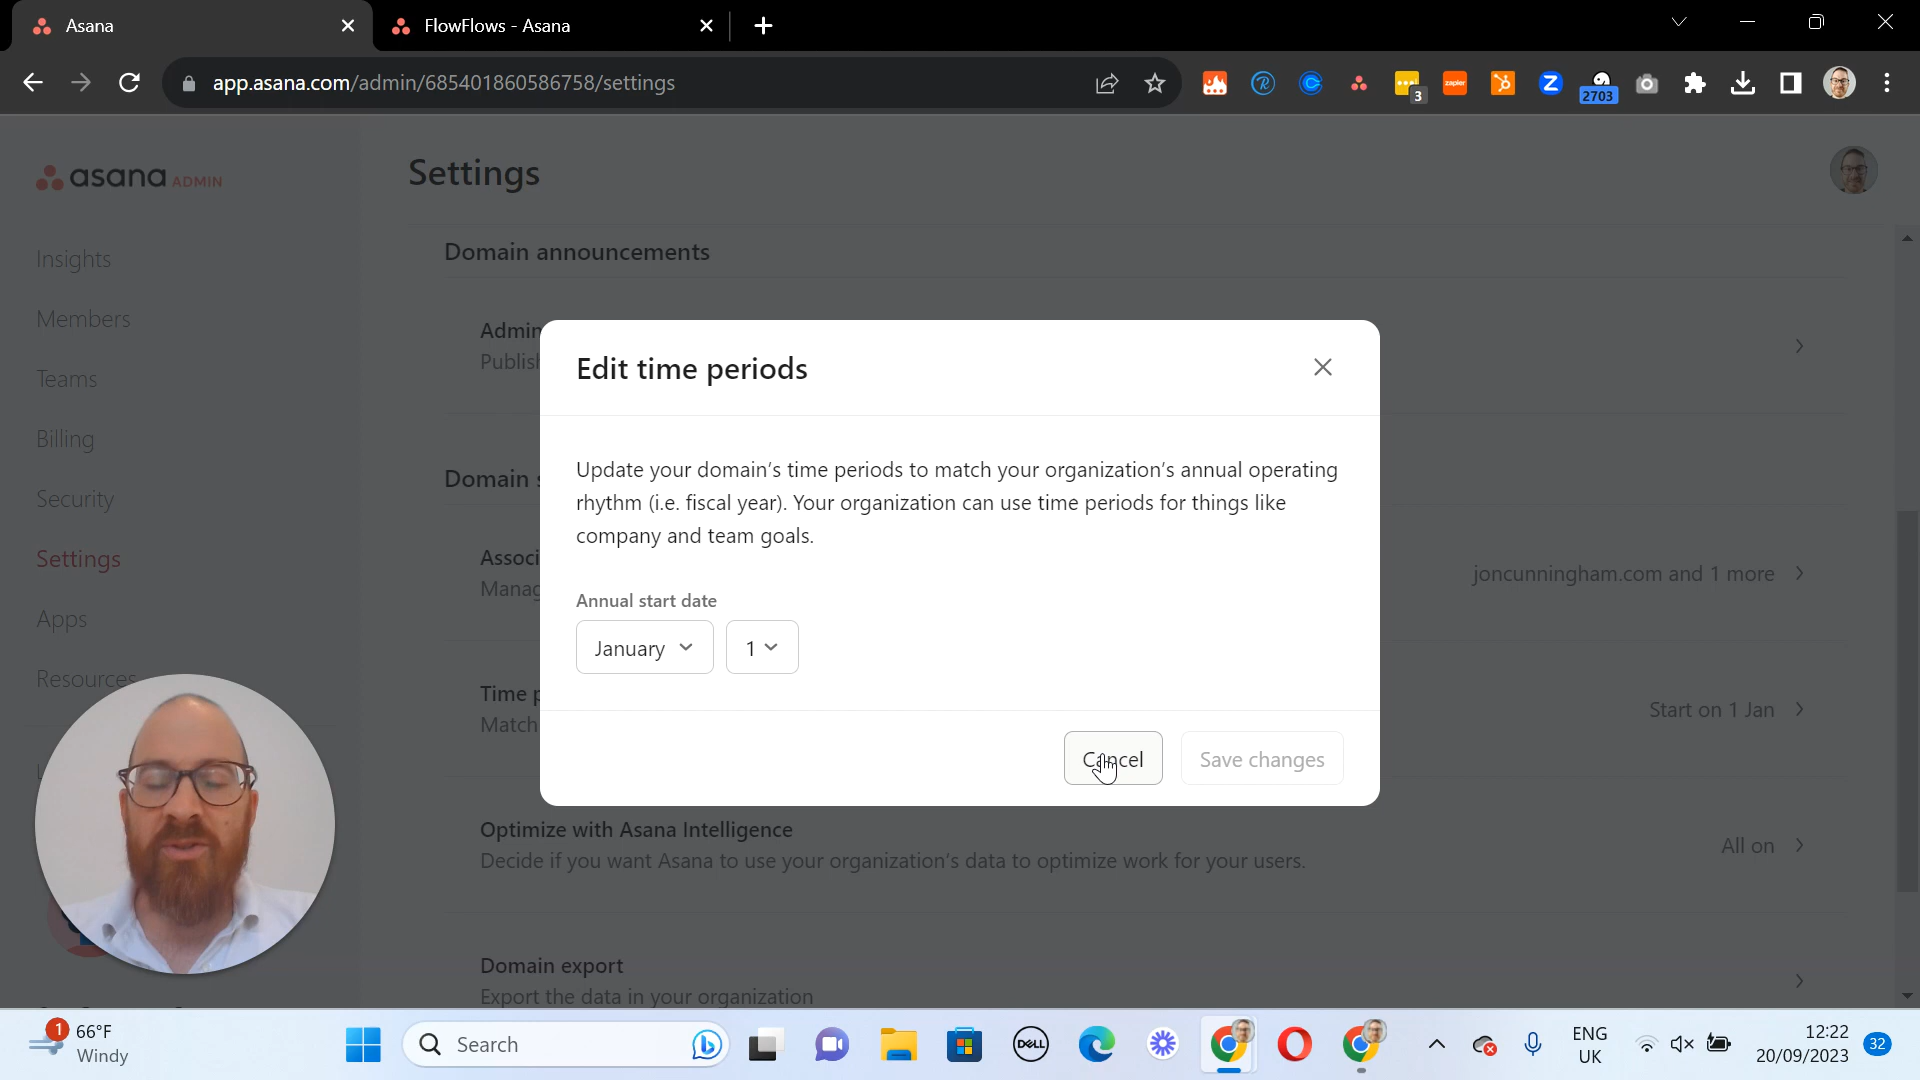 Asana
FlowFlows - Asana
app.asana.com/admin/685401860586758/settings
3
zapier
2703
asana ADMIN
Settings
Insights
Members
Teams
Billing
Security
Settings
Apps
Resources
Domain announcements
Admin
Publish
Domain
joncunningham.com and 1 more
Time
Match
Start on 1 Jan
Edit time periods
Update your domain's time periods to match your organization's annual operating
rhythm (i.e. fiscal year). Your organization can use time periods for things like
company and team goals.
Annual start date
January
1
Cancel
Save changes
Optimize with Asana Intelligence
Decide if you want Asana to use your organization's data to optimize work for your users.
All on
Domain export
Export the data in your organization
1
66°F
Windy
Search
DELL
ENG
UK
12:22
20/09/2023
32